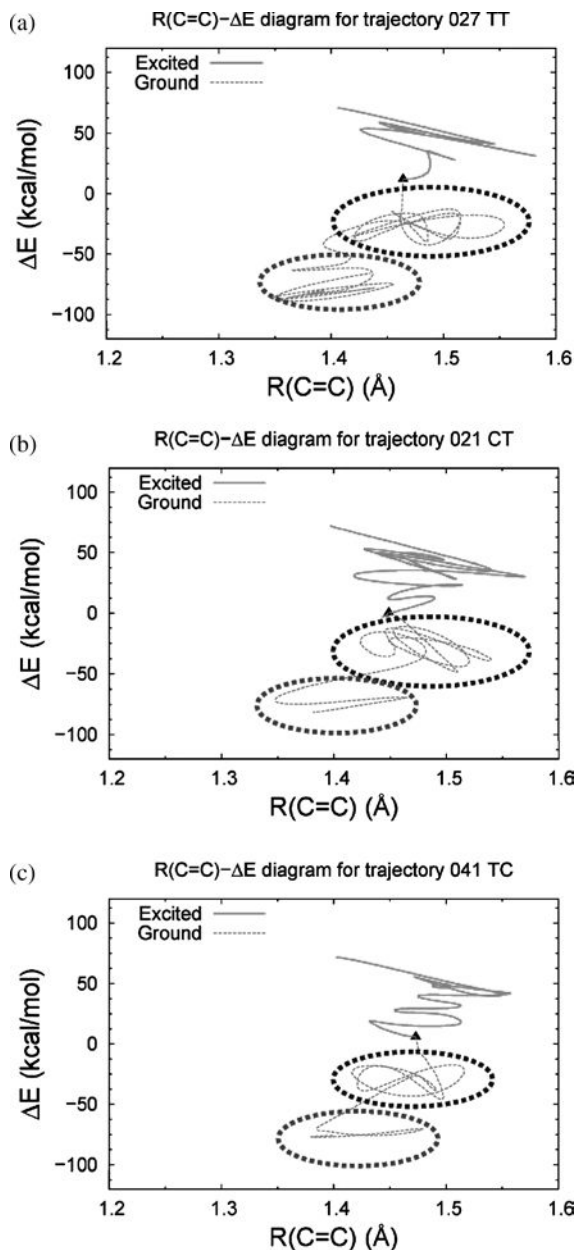 (a)
R(C=C)−ΔE diagram for trajectory 027 TT
Excited
Ground
100
50
0
−50
−100
ΔE (kcal/mol)
1.2 1.3 1.4 1.5 1.6
R(C=C) (Å)
(b)
R(C=C)−ΔE diagram for trajectory 021 CT
Excited
Ground
100
50
0
−50
−100
ΔE (kcal/mol)
1.2 1.3 1.4 1.5 1.6
R(C=C) (Å)
(c)
R(C=C)−ΔE diagram for trajectory 041 TC
Excited
Ground
100
50
0
−50
−100
ΔE (kcal/mol)
1.2 1.3 1.4 1.5 1.6
R(C=C) (Å)